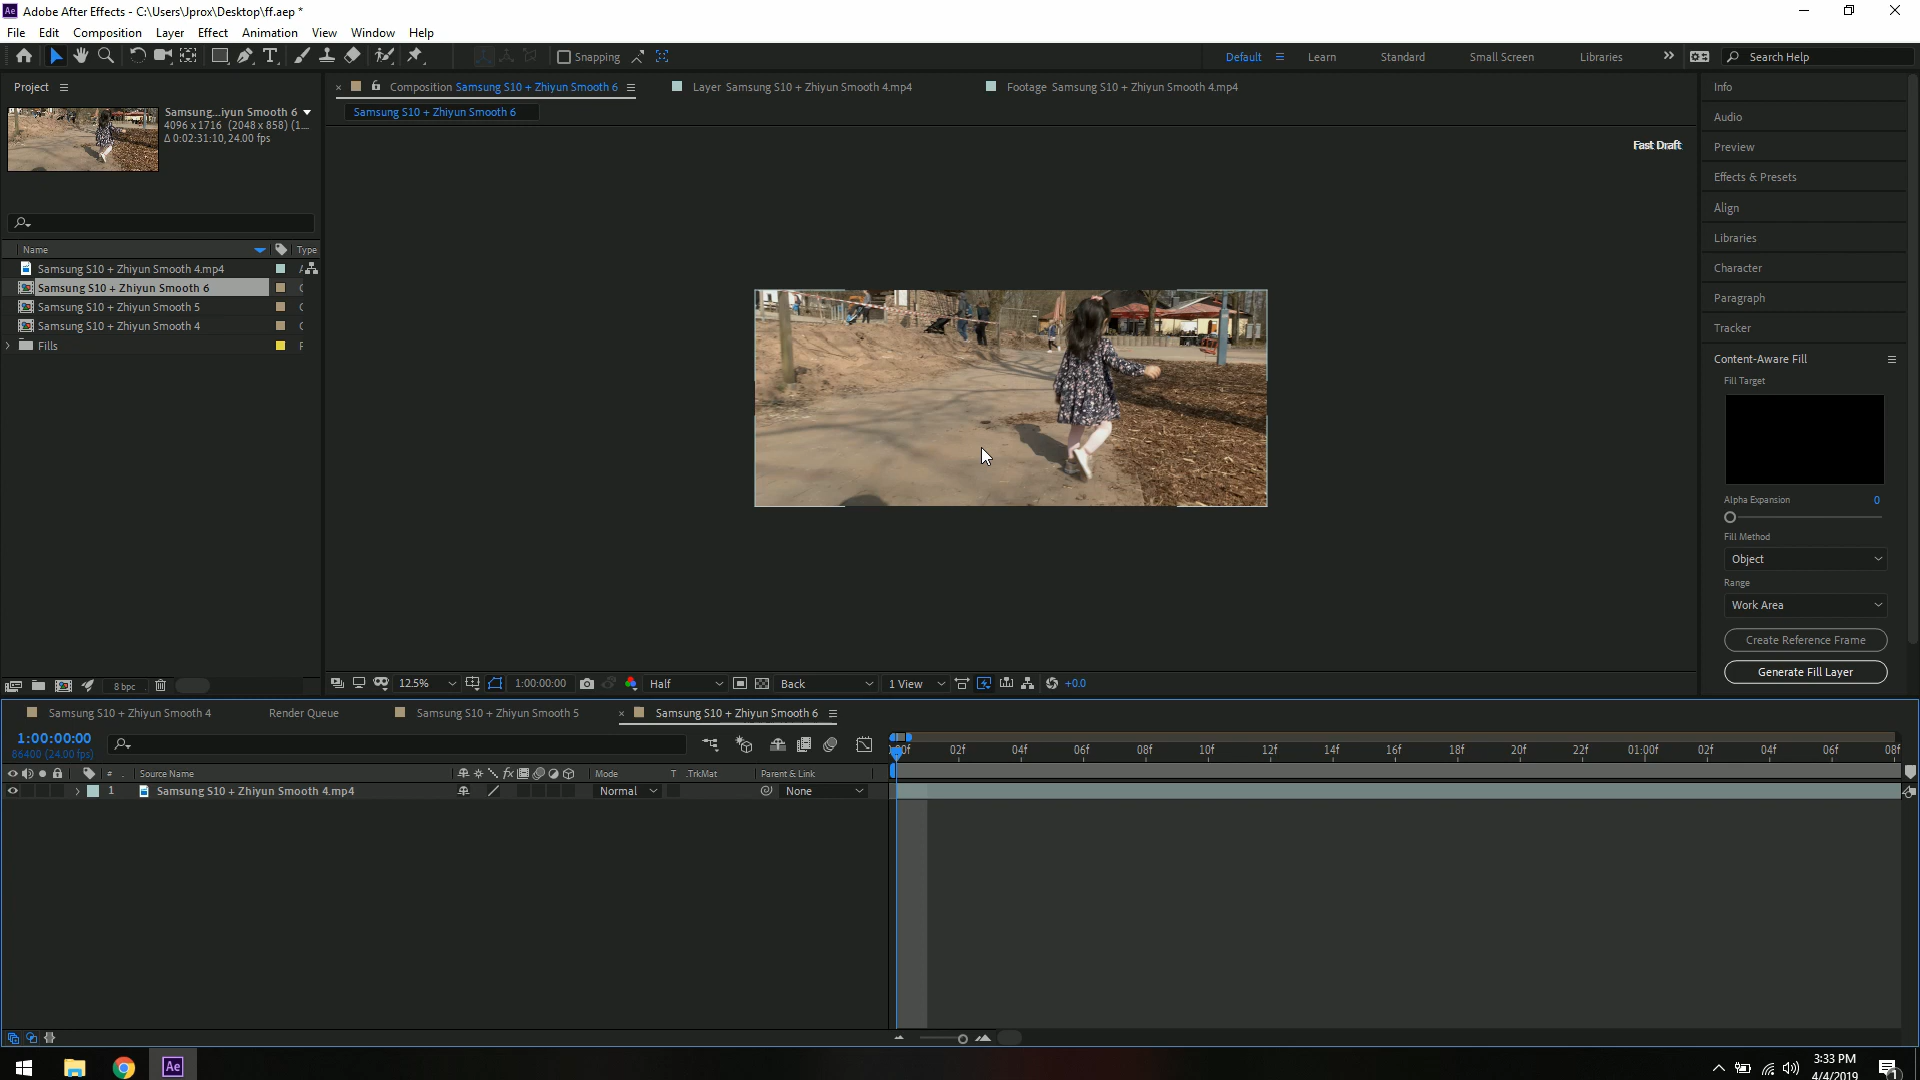 Adobe After Effects - C:\Users\Jprox\Desktop\ff.aep *
File Edit Composition Layer Effect Animation View Window Help
Snapping
Default Learn Standard Small Screen Libraries Search Help
Project
Samsung...iyun Smooth 6
4096 x 1716 (2048 x 858) (1....
Δ 0:02:31:10, 24.00 fps
Name Type
Samsung S10 + Zhiyun Smooth 4.mp4
Samsung S10 + Zhiyun Smooth 6
Samsung S10 + Zhiyun Smooth 5
Samsung S10 + Zhiyun Smooth 4
Fills
8 bpc
Composition Samsung S10 + Zhiyun Smooth 6
Layer Samsung S10 + Zhiyun Smooth 4.mp4
Footage Samsung S10 + Zhiyun Smooth 4.mp4
Samsung S10 + Zhiyun Smooth 6
Fast Draft
12.5% 1:00:00:00 Half Back 1 View +0.0
Info
Audio
Preview
Effects & Presets
Align
Libraries
Character
Paragraph
Tracker
Content-Aware Fill
Fill Target
Alpha Expansion 0
Fill Method
Object
Range
Work Area
Create Reference Frame
Generate Fill Layer
Samsung S10 + Zhiyun Smooth 4 Render Queue Samsung S10 + Zhiyun Smooth 5 Samsung S10 + Zhiyun Smooth 6
1:00:00:00
86400 (24.00 fps)
02f 04f 06f 08f 10f 12f 14f 16f 18f 20f 22f 01:00f 02f 04f 06f 08f
# Source Name fx Mode T .TrkMat Parent & Link
1 Samsung S10 + Zhiyun Smooth 4.mp4 Normal None
Ae
3:33 PM
4/4/2019
1